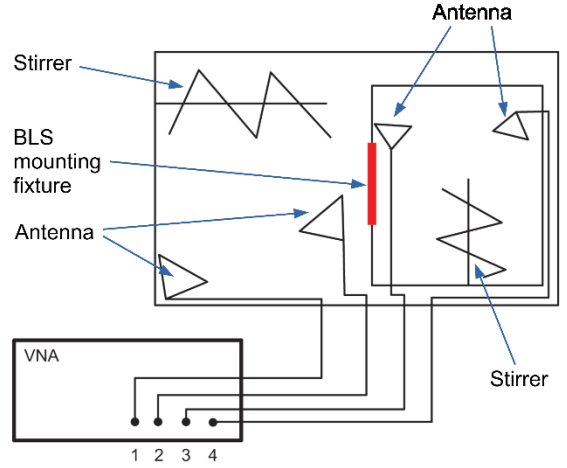 Antenna
Stirrer
BLS
mounting
fixture
Antenna
VNA
Stirrer
1 2 3 4